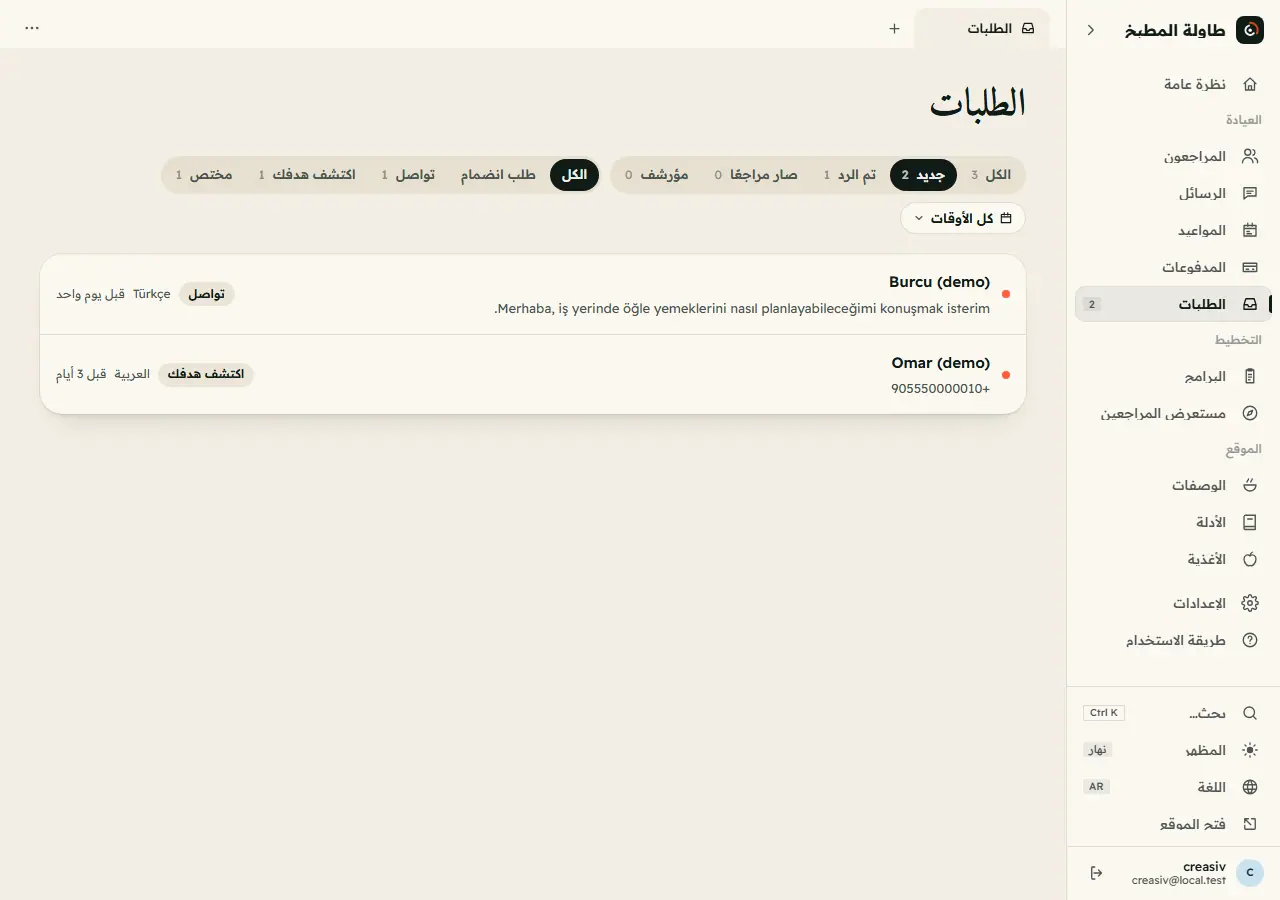 طاولة المطبخ
نظرة عامة
العيادة
المراجعون
الرسائل
المواعيد
المدفوعات
الطلبات 2
التخطيط
البرامج
مستعرض المراجعين
الموقع
الوصفات
الأدلة
الأغذية
الإعدادات
طريقة الاستخدام
بحث... Ctrl K
المظهر نهار
اللغة AR
فتح الموقع
C creasiv
creasiv@local.test
الطلبات
الطلبات
الكل 3 جديد 2 تم الرد 1 صار مراجعًا 0 مؤرشف 0
الكل طلب انضمام تواصل 1 اكتشف هدفك 1 مختص 1
كل الأوقات
Burcu (demo)
.Merhaba, iş yerinde öğle yemeklerini nasıl planlayabileceğimi konuşmak isterim
تواصل Türkçe قبل يوم واحد
Omar (demo)
905550000010+
اكتشف هدفك العربية قبل 3 أيام